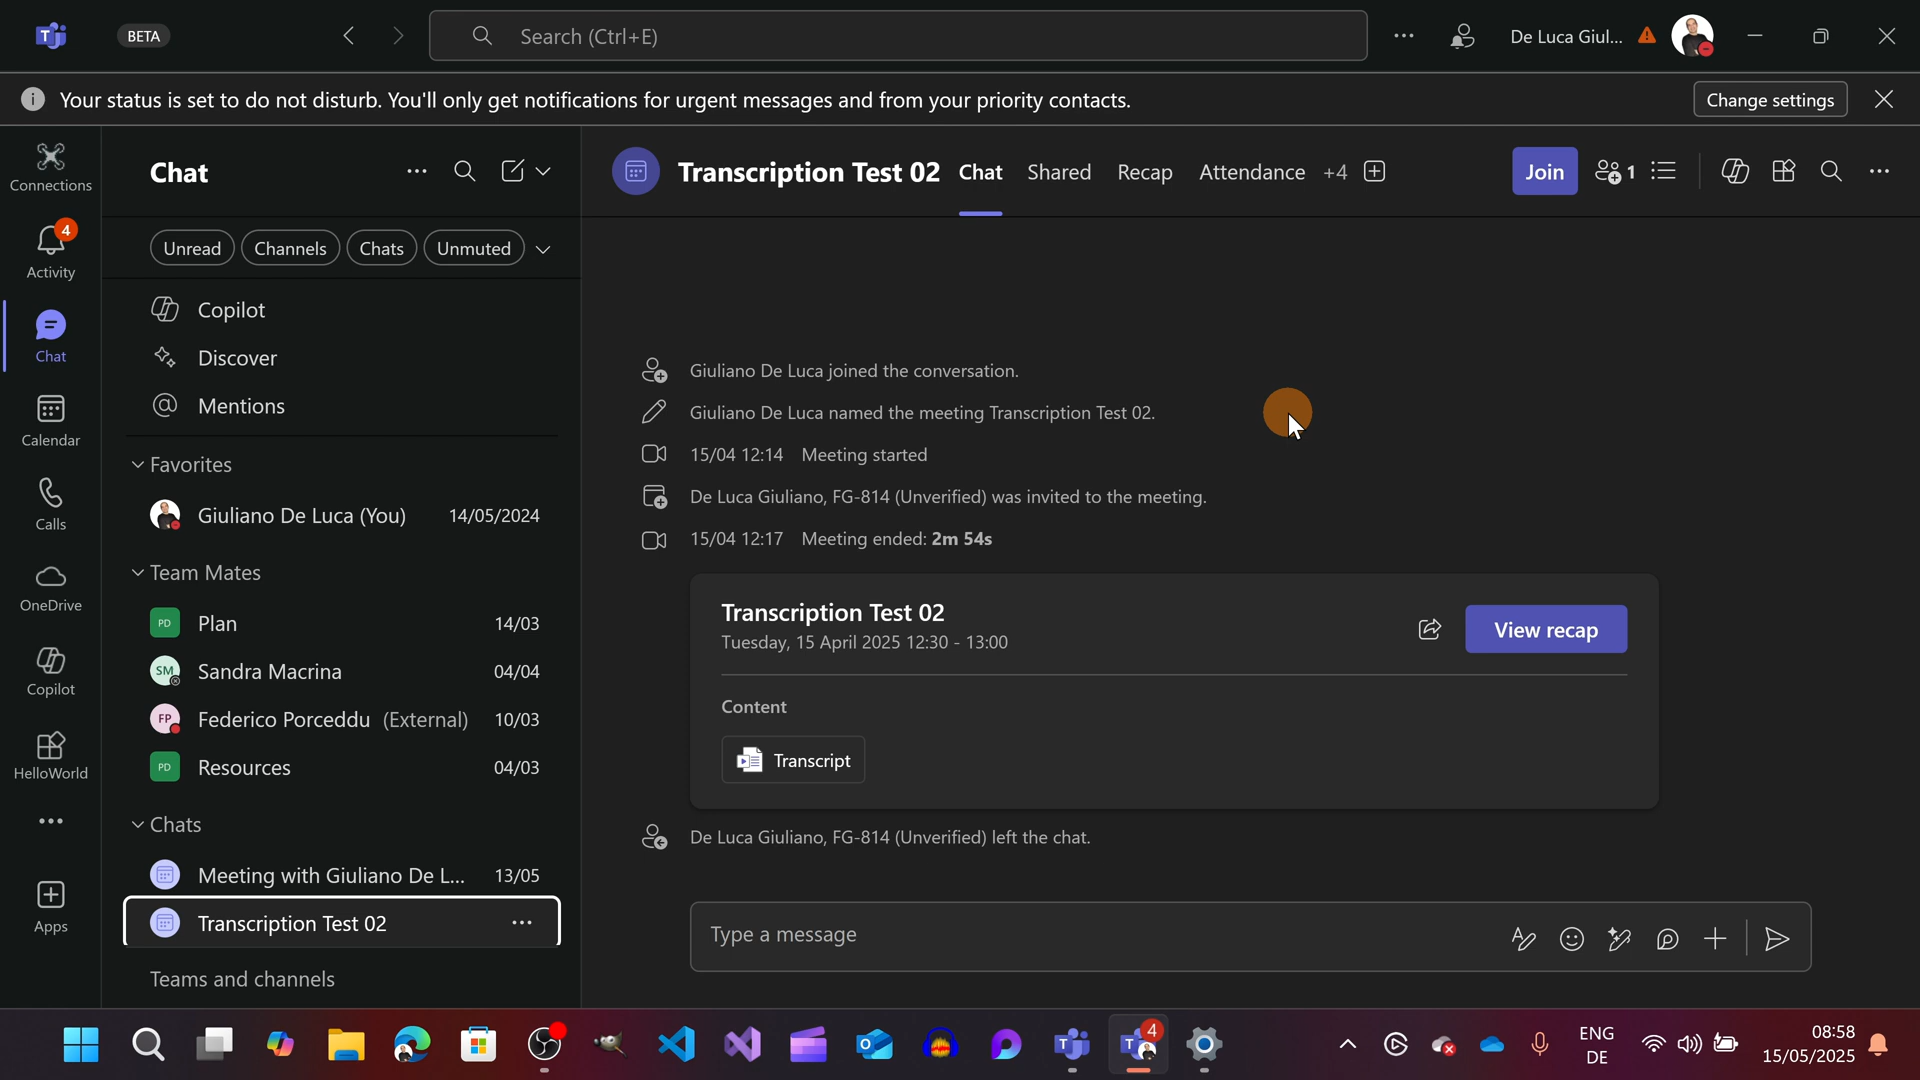 BETA
Search (Ctrl+E)
De Luca Giul...
Your status is set to do not disturb. You'll only get notifications for urgent messages and from your priority contacts.
Change settings
Connections
4
Activity
Chat
Calendar
Calls
OneDrive
Copilot
HelloWorld
Apps
Chat
Unread
Channels
Chats
Unmuted
Copilot
Discover
Mentions
Favorites
Giuliano De Luca (You) 14/05/2024
Team Mates
PD Plan 14/03
SM Sandra Macrina 04/04
FP Federico Porceddu (External) 10/03
PD Resources 04/03
Chats
Meeting with Giuliano De L... 13/05
Transcription Test 02
Teams and channels
Transcription Test 02 Chat Shared Recap Attendance +4
Join
1
Giuliano De Luca joined the conversation.
Giuliano De Luca named the meeting Transcription Test 02.
15/04 12:14 Meeting started
De Luca Giuliano, FG-814 (Unverified) was invited to the meeting.
15/04 12:17 Meeting ended: 2m 54s
Transcription Test 02
Tuesday, 15 April 2025 12:30 - 13:00
View recap
Content
Transcript
De Luca Giuliano, FG-814 (Unverified) left the chat.
Type a message
4
ENG
DE
08:58
15/05/2025